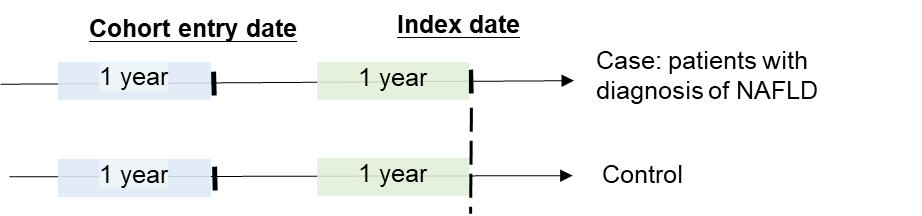 Cohort entry date
Index date
1 year
1 year
Case: patients with
diagnosis of NAFLD
1 year
1 year
Control